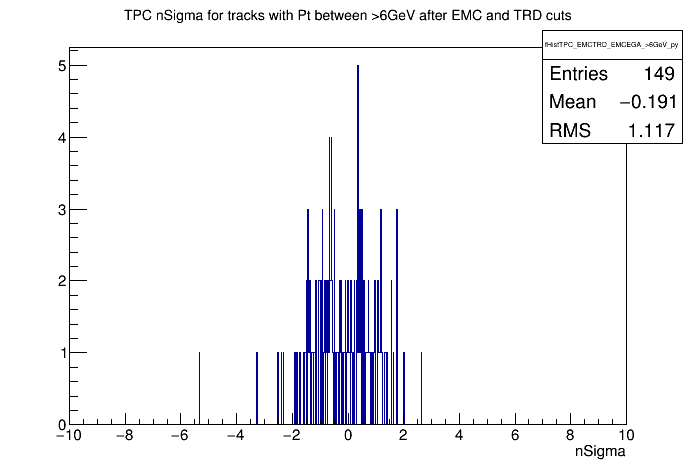 TPC nSigma for tracks with Pt between >6GeV after EMC and TRD cuts
fHistTPC_EMCTRD_EMCEGA_>6GeV_py
Entries 149
Mean −0.191
RMS 1.117
5
4
3
2
1
0
−10 −8 −6 −4 −2 0 2 4 6 8 10
nSigma